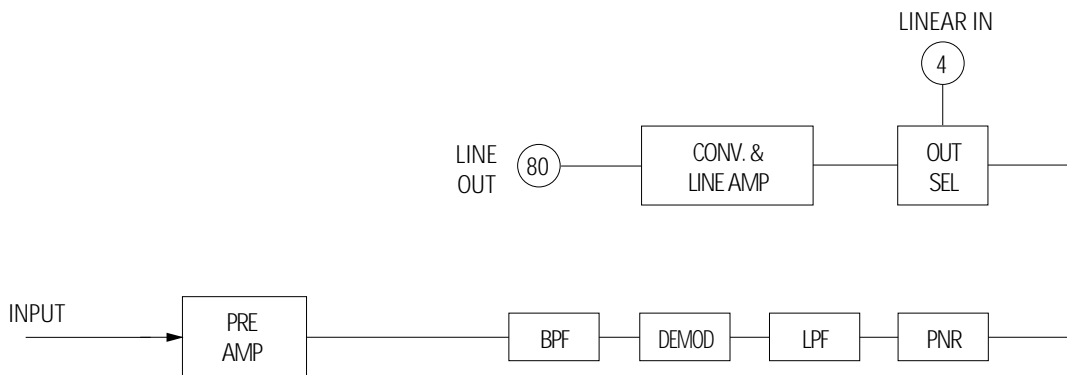 LINEAR IN
4
LINE
OUT
80
CONV. &
LINE AMP
OUT
SEL
INPUT
PRE
AMP
BPF
DEMOD
LPF
PNR